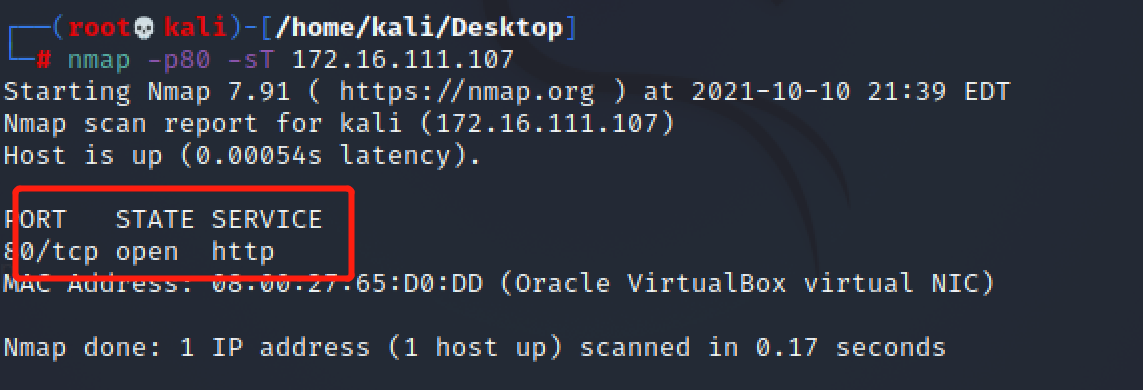 ┌──(root💀kali)-[/home/kali/Desktop]
└─# nmap -p80 -sT 172.16.111.107
Starting Nmap 7.91 ( https://nmap.org ) at 2021-10-10 21:39 EDT
Nmap scan report for kali (172.16.111.107)
Host is up (0.00054s latency).
PORT   STATE SERVICE
80/tcp open  http
MAC Address: 08:00:27:65:D0:DD (Oracle VirtualBox virtual NIC)
Nmap done: 1 IP address (1 host up) scanned in 0.17 seconds